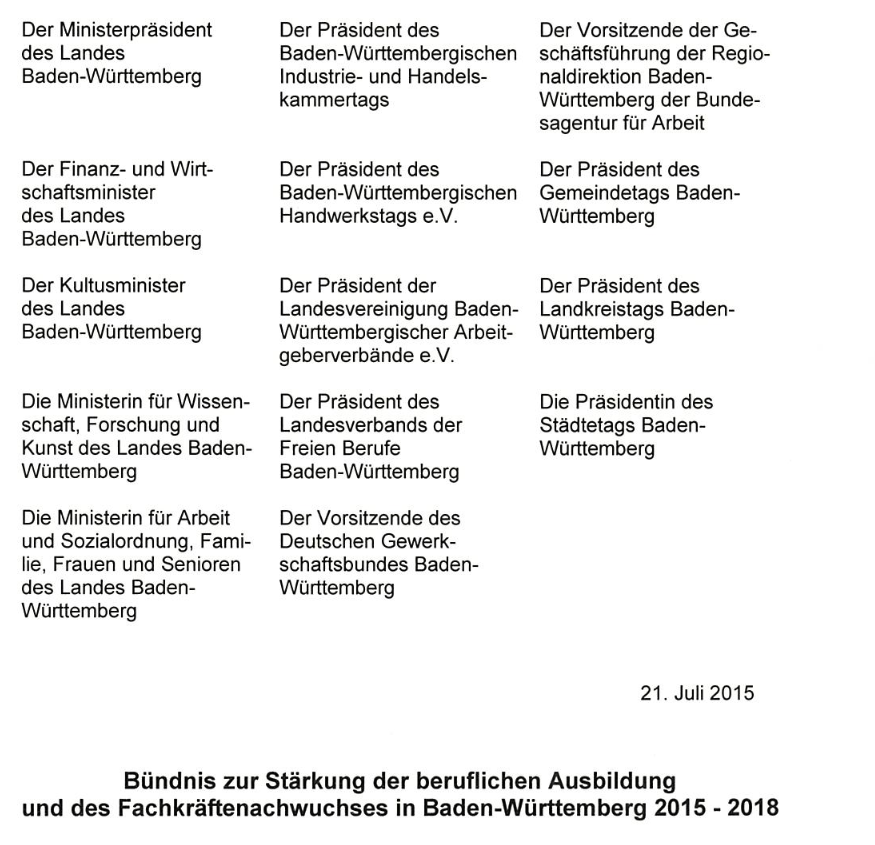 Der Ministerpräsident
des Landes
Baden-Württemberg
Der Präsident des
Baden-Württembergischen
Industrie- und Handels-
kammertags
Der Vorsitzende der Ge-
schäftsführung der Regio-
naldirektion Baden-
Württemberg der Bunde-
sagentur für Arbeit
Der Finanz- und Wirt-
schaftsminister
des Landes
Baden-Württemberg
Der Präsident des
Baden-Württembergischen
Handwerkstags e.V.
Der Präsident des
Gemeindetags Baden-
Württemberg
Der Kultusminister
des Landes
Baden-Württemberg
Der Präsident der
Landesvereinigung Baden-
Württembergischer Arbeit-
geberverbände e.V.
Der Präsident des
Landkreistags Baden-
Württemberg
Die Ministerin für Wissen-
schaft, Forschung und
Kunst des Landes Baden-
Württemberg
Der Präsident des
Landesverbands der
Freien Berufe
Baden-Württemberg
Die Präsidentin des
Städtetags Baden-
Württemberg
Die Ministerin für Arbeit
und Sozialordnung, Fami-
lie, Frauen und Senioren
des Landes Baden-
Württemberg
Der Vorsitzende des
Deutschen Gewerk-
schaftsbundes Baden-
Württemberg
21. Juli 2015
Bündnis zur Stärkung der beruflichen Ausbildung
und des Fachkräftenachwuchses in Baden-Württemberg 2015 - 2018